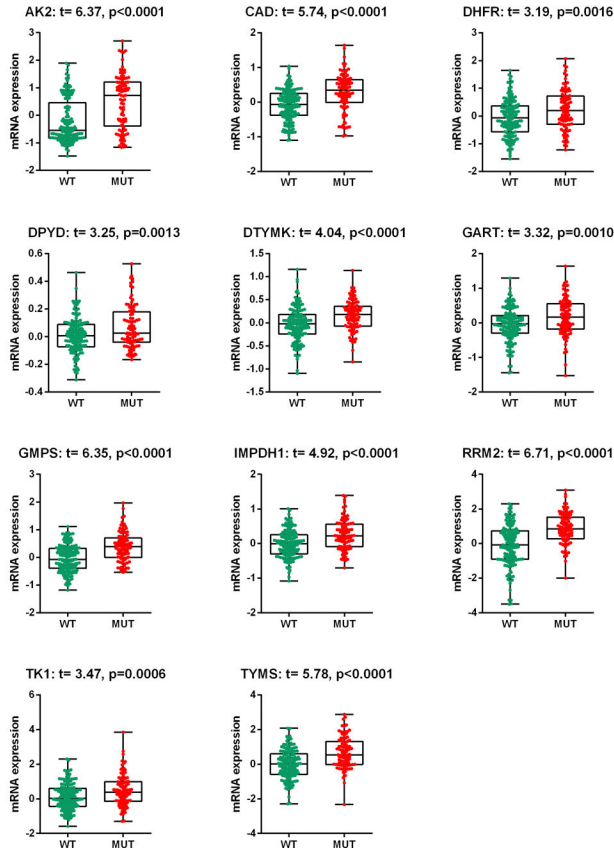 AK2: t= 6.37, p<0.0001
CAD: t= 5.74, p<0.0001
DHFR: t= 3.19, p=0.0016
mRNA expression
3
2
1
0
-1
-2
WT
MUT
mRNA expression
2
1
0
-1
2
WT
MUT
mRNA expression
3
2
1
0
-1
-2
WT
MUT
DPYD: t= 3.25, p=0.0013
DTYMK: t= 4.04, p<0.0001
GART: t= 3.32, p=0.0010
mRNA expression
0.6
0.4
0.2
0.0
-0.2
-0.4
WT
MUT
mRNA expression
1.5
1.0
0.5
0.0
-0.5
-1.0
-1.5
WT
MUT
mRNA expression
2
1
0
-1
-2
WT
MUT
GMPS: t= 6.35, p<0.0001
IMPDH1: t= 4.92, p<0.0001
RRM2: t= 6.71, p<0.0001
mRNA expression
3
2
1
0
-1
-2
WT
MUT
mRNA expression
2
1
0
-1
-2
WT
MUT
mRNA expression
4
2
0
-2
-4
WT
MUT
TK1: t= 3.47, p=0.0006
TYMS: t= 5.78, p<0.0001
mRNA expression
6
4
2
0
-2
WT
MUT
mRNA expression
4
2
0
-2
-4
WT
MUT